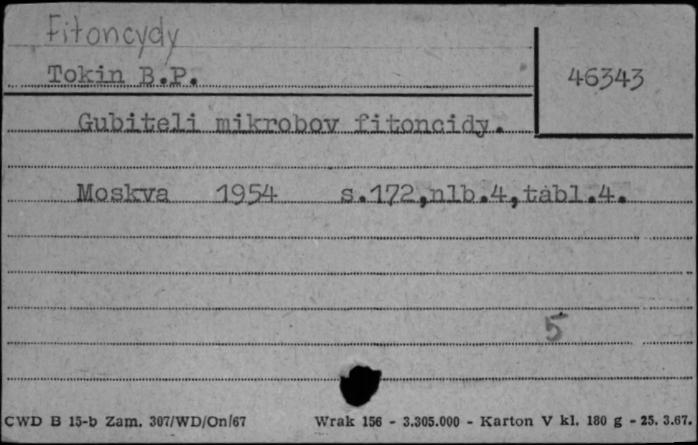 Fitoncydy
Tokin B.P.
46343
Gubiteli mikrobov fitoncidy.
Moskva 1954 s.172,nlb.4,tabl.4.
5
CWD B 15-b Zam. 307/WD/On/67 Wrak 156 - 3.305.000 - Karton V kl. 180 g - 25. 3.67.